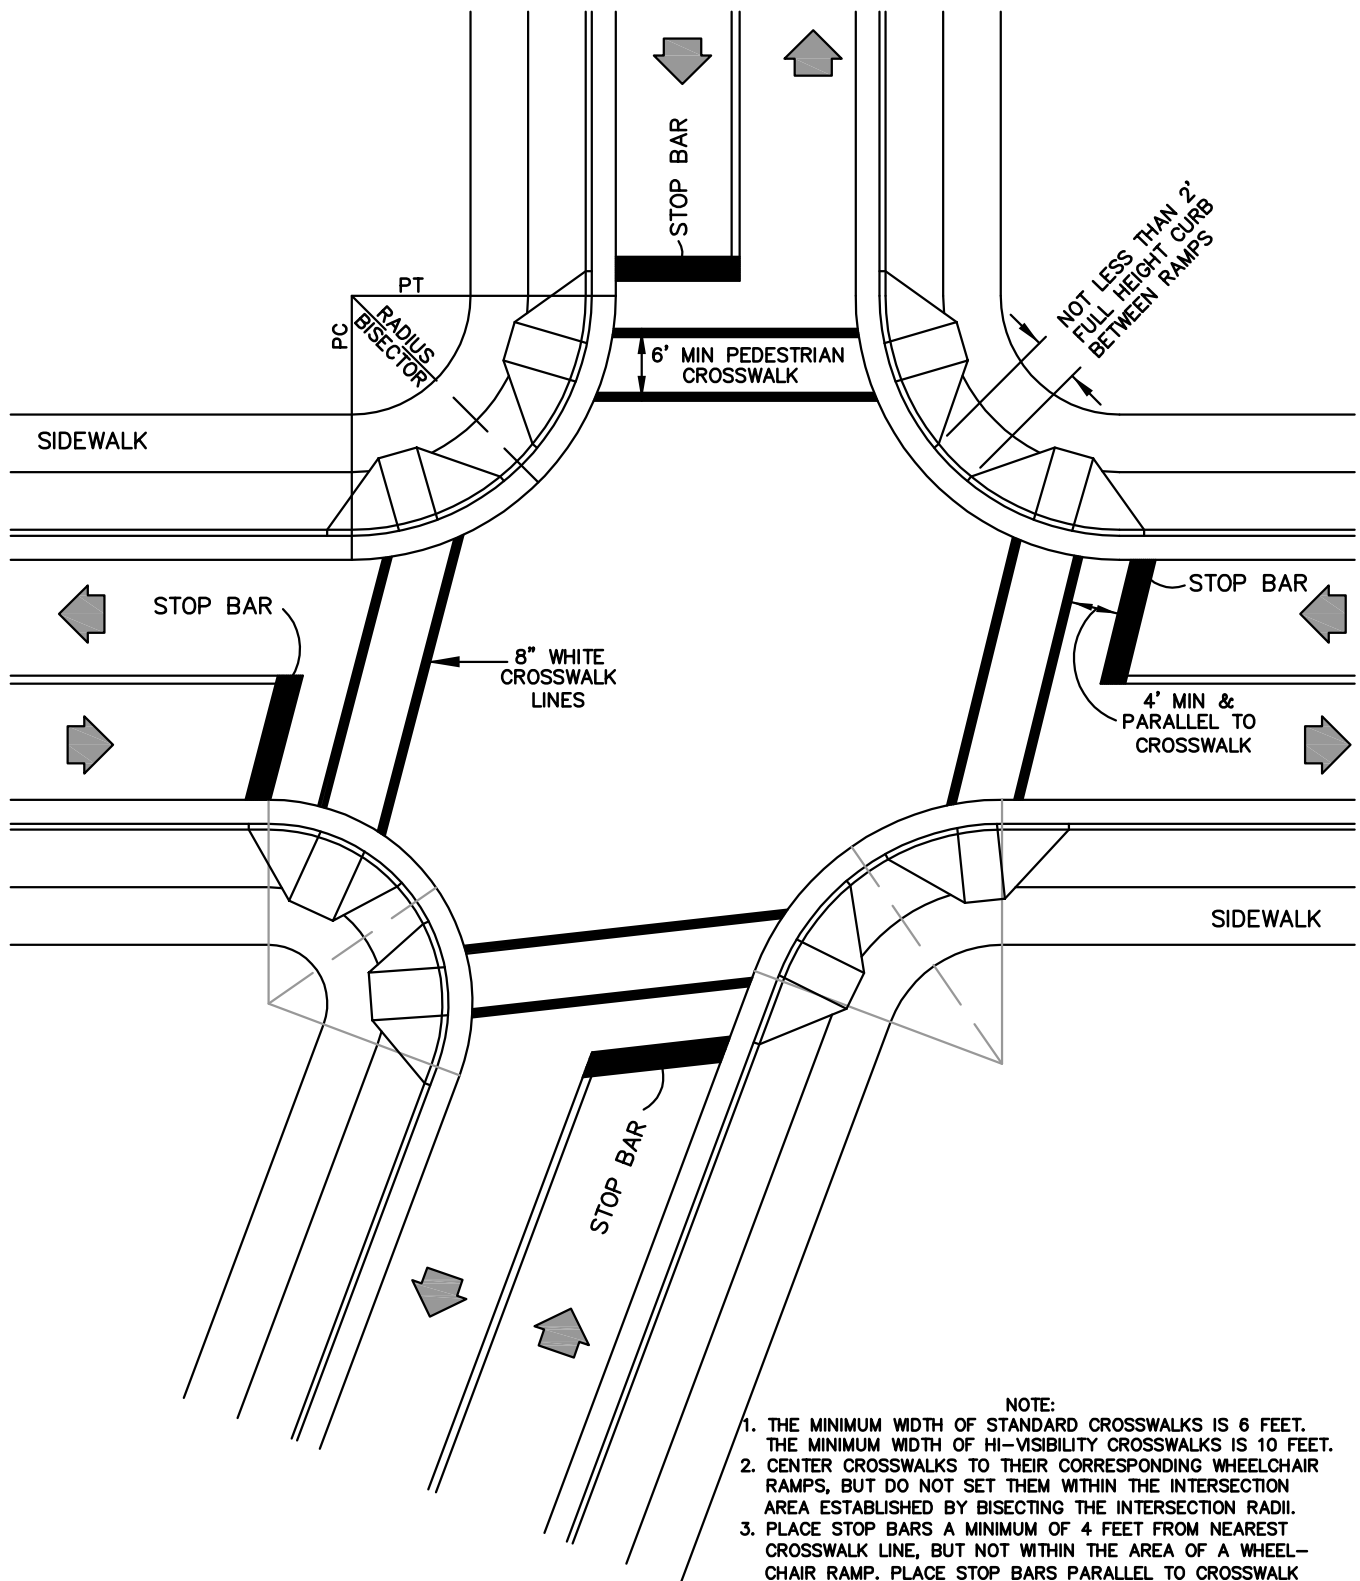 STOP BAR
NOT LESS THAN 2'
FULL HEIGHT CURB
BETWEEN RAMPS
PT
PC
RADIUS
BISECTOR
6' MIN PEDESTRIAN
CROSSWALK
SIDEWALK
STOP BAR
STOP BAR
8" WHITE
CROSSWALK
LINES
4' MIN &
PARALLEL TO
CROSSWALK
SIDEWALK
STOP BAR
NOTE:
1. THE MINIMUM WIDTH OF STANDARD CROSSWALKS IS 6 FEET.
THE MINIMUM WIDTH OF HI-VISIBILITY CROSSWALKS IS 10 FEET.
2. CENTER CROSSWALKS TO THEIR CORRESPONDING WHEELCHAIR
RAMPS, BUT DO NOT SET THEM WITHIN THE INTERSECTION
AREA ESTABLISHED BY BISECTING THE INTERSECTION RADII.
3. PLACE STOP BARS A MINIMUM OF 4 FEET FROM NEAREST
CROSSWALK LINE, BUT NOT WITHIN THE AREA OF A WHEEL-
CHAIR RAMP. PLACE STOP BARS PARALLEL TO CROSSWALK